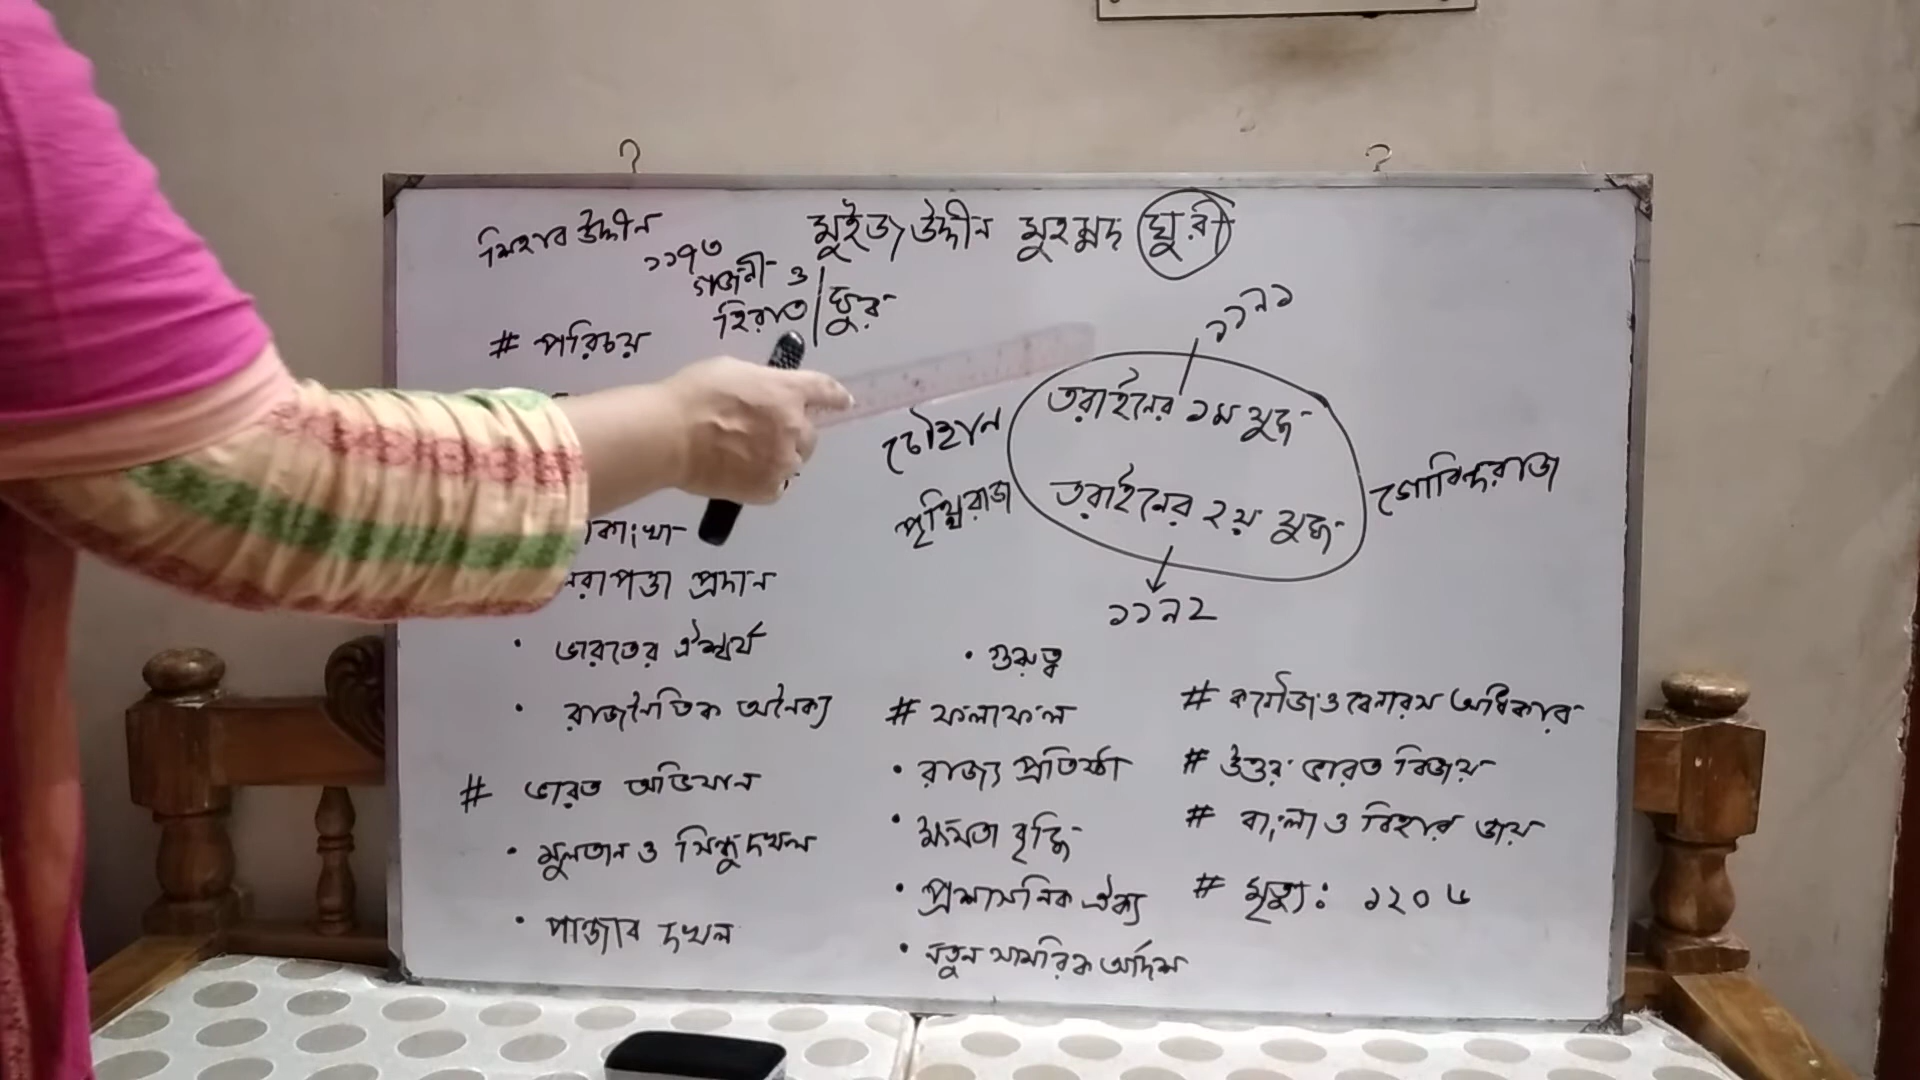 শিহাব উদ্দীন
মুইজ উদ্দীন মুহম্মদ ঘুরী
১১৭৩
গজনী ও
হিরাত / ঘুর
# পরিচয়
১১৯১
তরাইনের ১ম যুদ্ধ
চৌহান
পৃথ্বিরাজ
তরাইনের ২য় যুদ্ধ
গোবিন্দরাজ
১১৯২
প্রদান
• ভারতের ঐশ্বর্য
• রাজনৈতিক অনৈক্য
# ভারত অভিযান
• মুলতান ও সিন্ধু দখল
• পাঞ্জাব দখল
• গুরুত্ব
# ফলাফল
• রাজ্য প্রতিষ্ঠা
• ক্ষমতা বৃদ্ধি
• প্রশাসনিক ঐক্য
• নতুন সামরিক আদর্শ
# কনৌজ ও বেনারস অধিকার
# উত্তর ভারত বিজয়
# বাংলা ও বিহার জয়
# মৃত্যু : ১২০৬